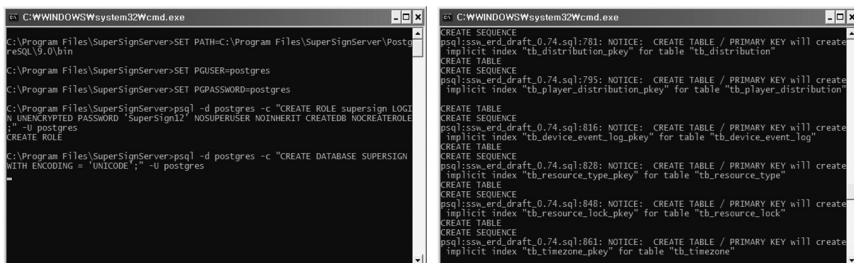 C:\WINDOWS\system32\cmd.exe
C:\Program Files\SuperSignServer>SET PATH=C:\Program Files\SuperSignServer\Postg
reSQL\9.0\bin
C:\Program Files\SuperSignServer>SET PGUSER=postgres
C:\Program Files\SuperSignServer>SET PGPASSWORD=postgres
C:\Program Files\SuperSignServer>psql -d postgres -c "CREATE ROLE supersign LOGI
N UNENCRYPTED PASSWORD 'SuperSign12' NOSUPERUSER NOINHERIT CREATEDB NOCREATEROLE
;" -U postgres
CREATE ROLE
C:\Program Files\SuperSignServer>psql -d postgres -c "CREATE DATABASE SUPERSIGN
WITH ENCODING = 'UNICODE';" -U postgres
C:₩WINDOWS₩system32₩cmd.exe
CREATE SEQUENCE
psql:ssw_erd_draft_0.74.sql:781: NOTICE:  CREATE TABLE / PRIMARY KEY will create
 implicit index "tb_distribution_pkey" for table "tb_distribution"
CREATE TABLE
CREATE SEQUENCE
psql:ssw_erd_draft_0.74.sql:795: NOTICE:  CREATE TABLE / PRIMARY KEY will create
 implicit index "tb_player_distribution_pkey" for table "tb_player_distribution"
CREATE TABLE
CREATE SEQUENCE
psql:ssw_erd_draft_0.74.sql:816: NOTICE:  CREATE TABLE / PRIMARY KEY will create
 implicit index "tb_device_event_log_pkey" for table "tb_device_event_log"
CREATE TABLE
CREATE SEQUENCE
psql:ssw_erd_draft_0.74.sql:828: NOTICE:  CREATE TABLE / PRIMARY KEY will create
 implicit index "tb_resource_type_pkey" for table "tb_resource_type"
CREATE TABLE
CREATE SEQUENCE
psql:ssw_erd_draft_0.74.sql:848: NOTICE:  CREATE TABLE / PRIMARY KEY will create
 implicit index "tb_resource_lock_pkey" for table "tb_resource_lock"
CREATE TABLE
CREATE SEQUENCE
psql:ssw_erd_draft_0.74.sql:861: NOTICE:  CREATE TABLE / PRIMARY KEY will create
 implicit index "tb_timezone_pkey" for table "tb_timezone"